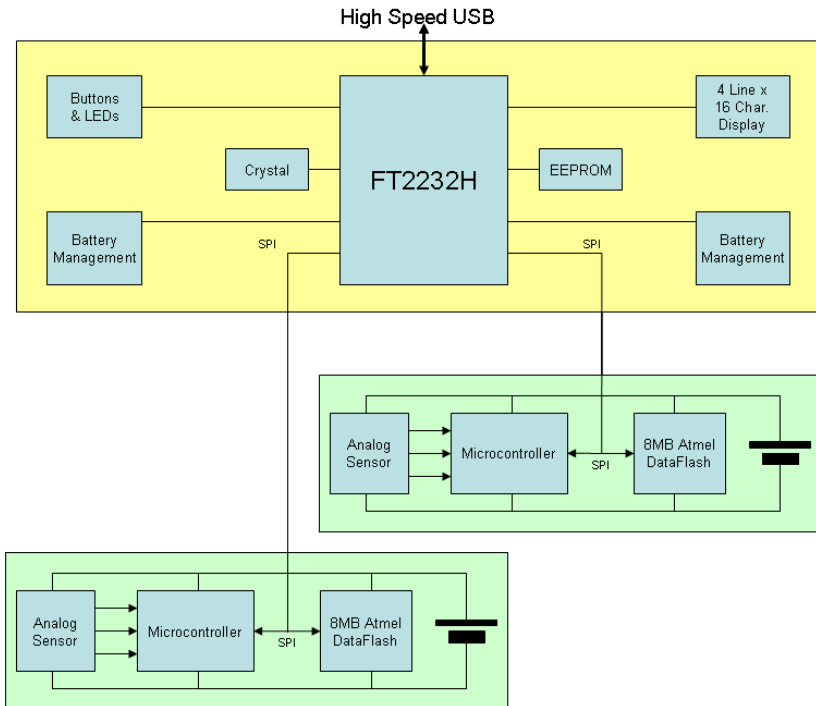 High Speed USB
Buttons
& LEDs
4 Line x
16 Char.
Display
Crystal
FT2232H
EEPROM
Battery
Management
SPI
SPI
Battery
Management
Analog
Sensor
Microcontroller
SPI
8MB Atmel
DataFlash
Analog
Sensor
Microcontroller
SPI
8MB Atmel
DataFlash